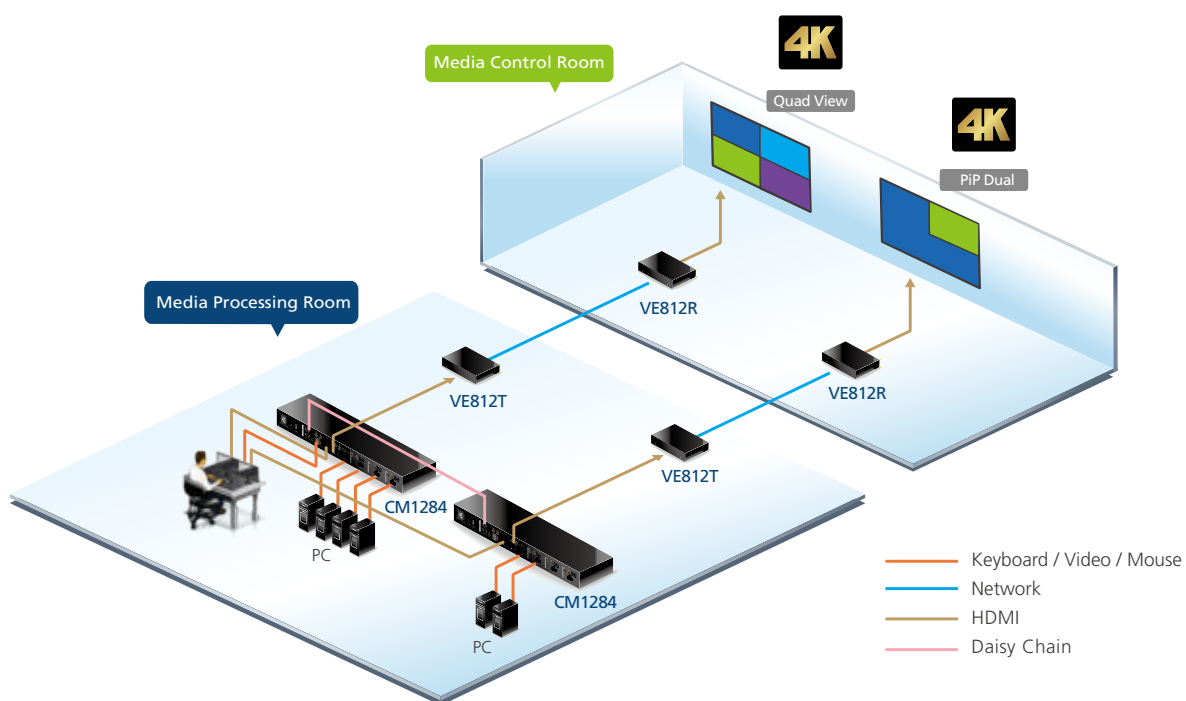 4K
Media Control Room
Quad View
4K
PiP Dual
Media Processing Room
VE812R
VE812R
VE812T
VE812T
CM1284
PC
CM1284
PC
Keyboard / Video / Mouse
Network
HDMI
Daisy Chain